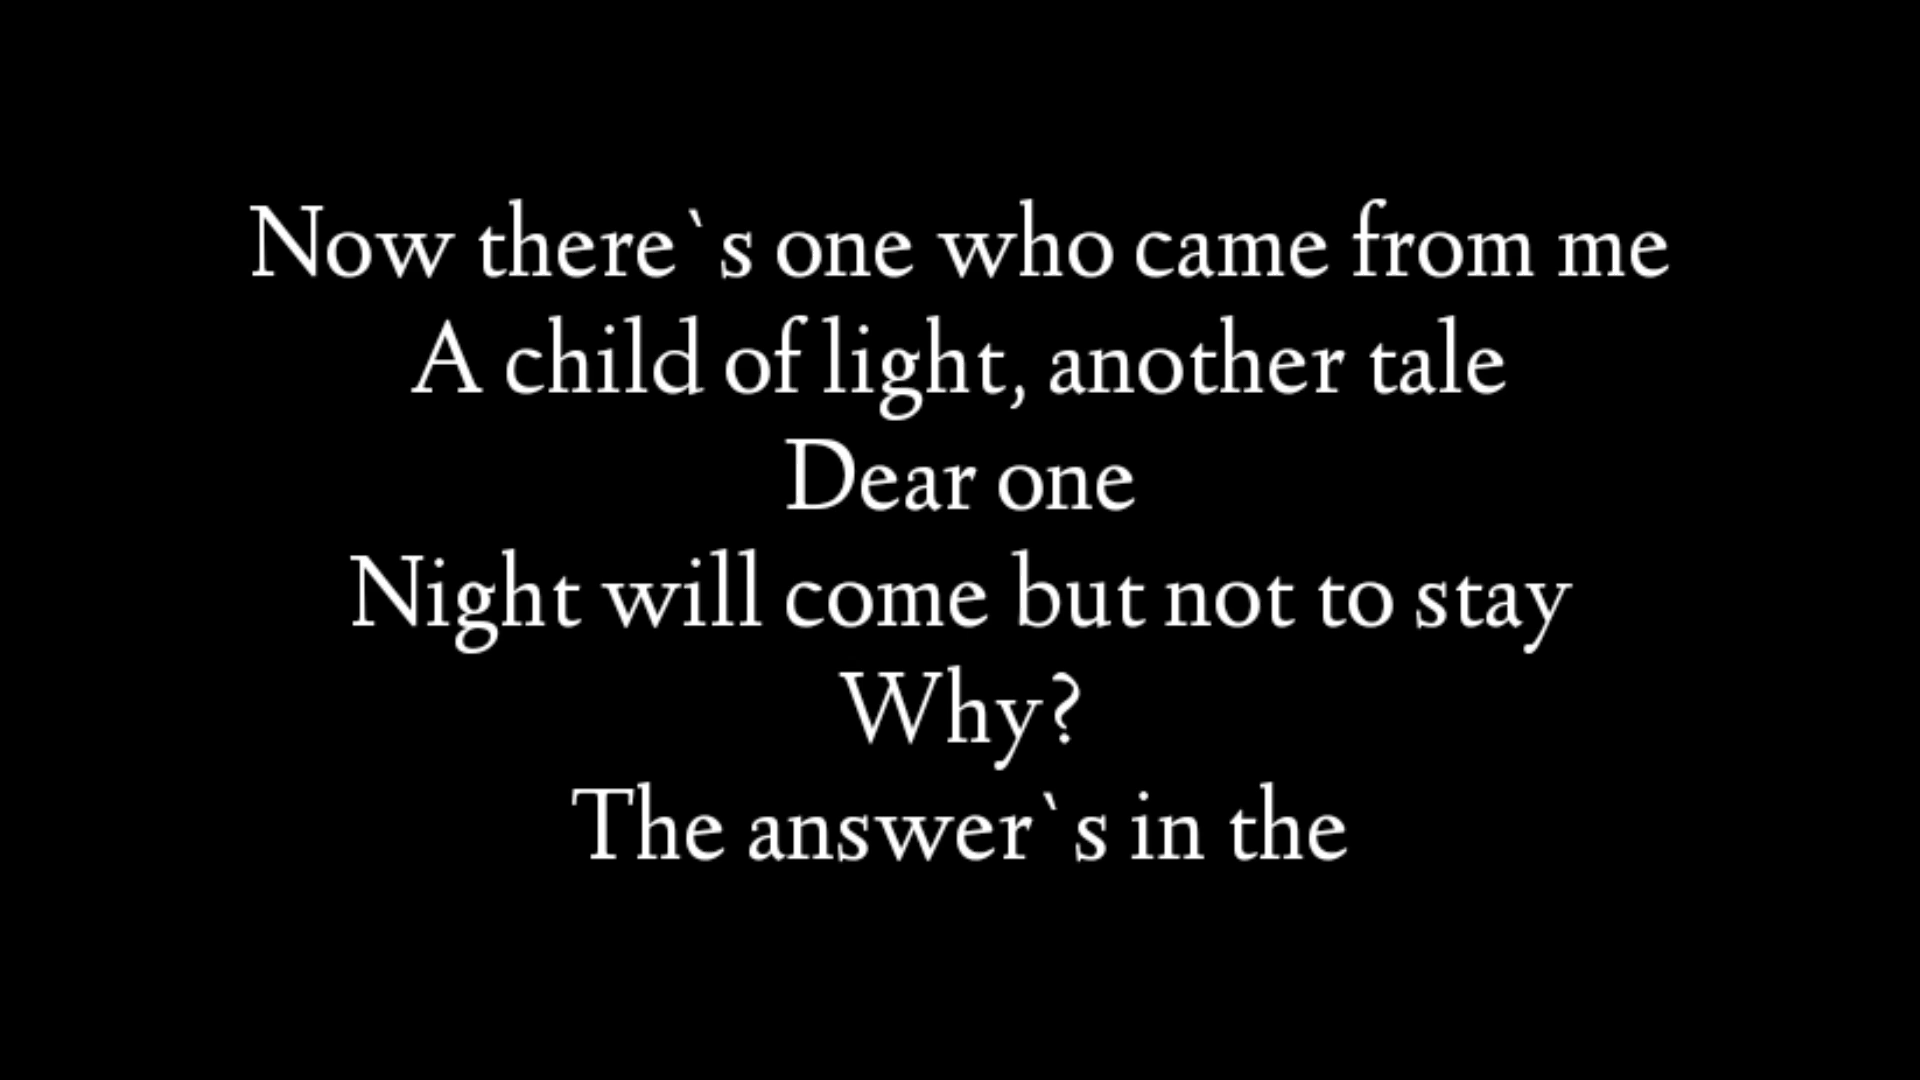 Now there`s one who came from me
A child of light, another tale
Dear one
Night will come but not to stay
Why?
The answer`s in the